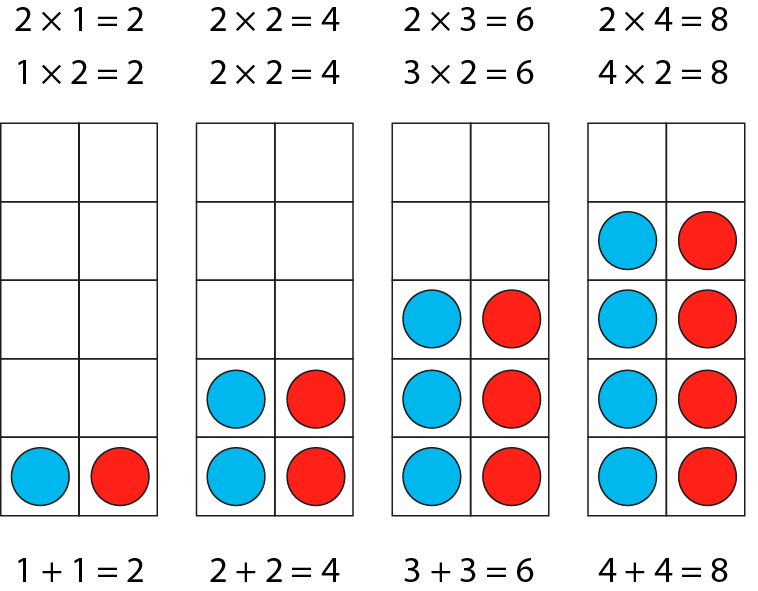 2 × 1 = 2   2 × 2 = 4   2 × 3 = 6   2 × 4 = 8
1 × 2 = 2   2 × 2 = 4   3 × 2 = 6   4 × 2 = 8
1 + 1 = 2   2 + 2 = 4   3 + 3 = 6   4 + 4 = 8